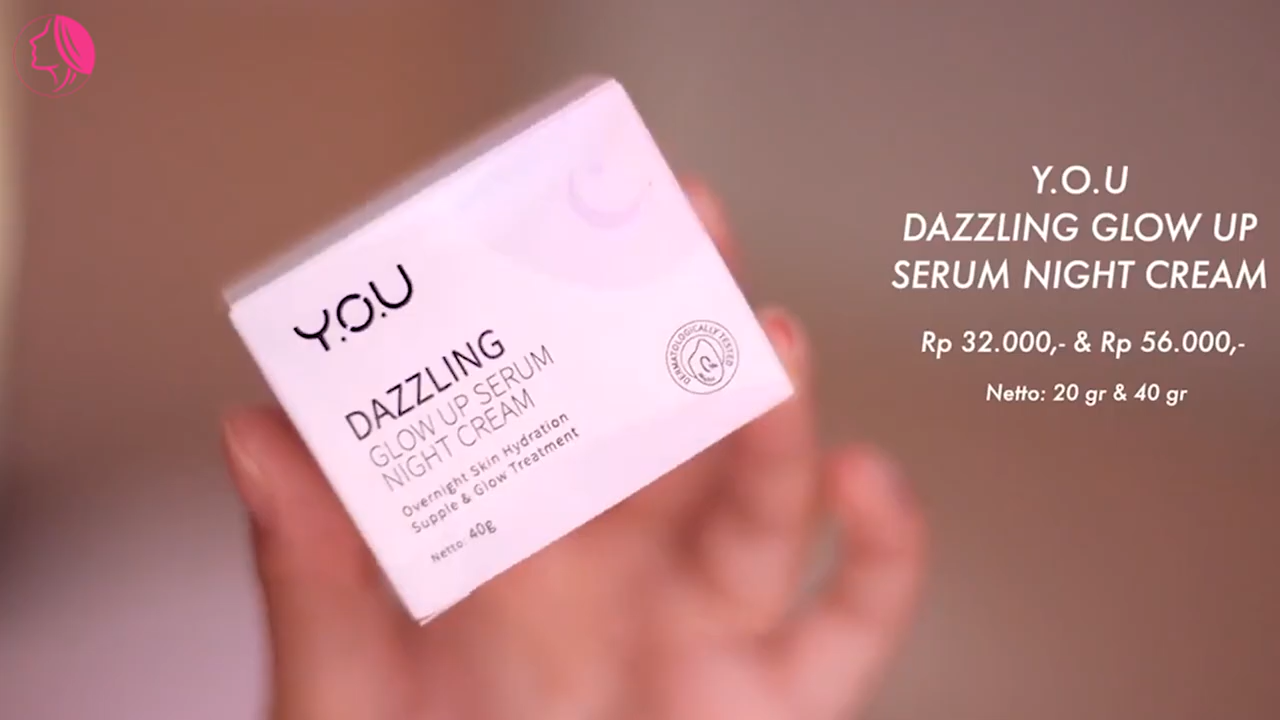 Y.O.U
DAZZLING
GLOW UP SERUM
NIGHT CREAM
Overnight Skin Hydration
Supple & Glow Treatment
Netto: 40g
DERMATOLOGICALLY TESTED
Y.O.U
DAZZLING GLOW UP
SERUM NIGHT CREAM
Rp 32.000,- & Rp 56.000,-
Netto: 20 gr & 40 gr